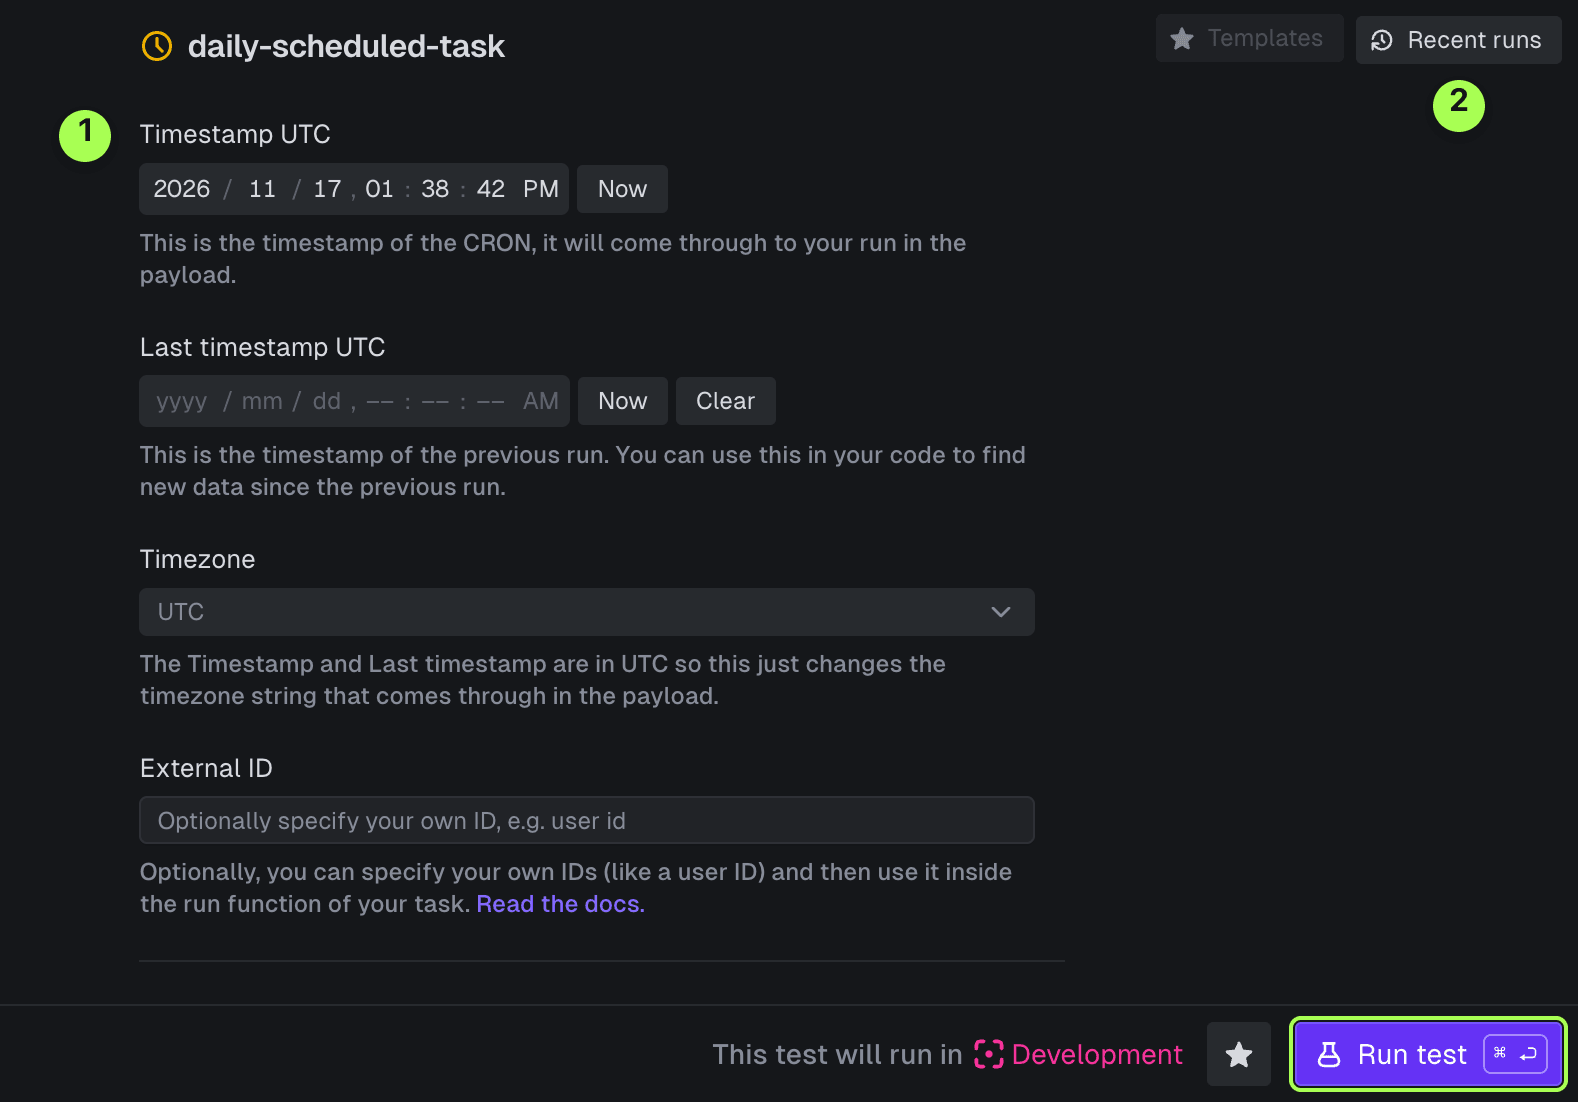 daily-scheduled-task
Templates
Recent runs
1
2
Timestamp UTC
2026 / 11 / 17 , 01 : 38 : 42 PM
Now
This is the timestamp of the CRON, it will come through to your run in the
payload.
Last timestamp UTC
yyyy / mm / dd , –– : –– : –– AM
Now
Clear
This is the timestamp of the previous run. You can use this in your code to find
new data since the previous run.
Timezone
UTC
The Timestamp and Last timestamp are in UTC so this just changes the
timezone string that comes through in the payload.
External ID
Optionally specify your own ID, e.g. user id
Optionally, you can specify your own IDs (like a user ID) and then use it inside
the run function of your task. Read the docs.
This test will run in Development
Run test ⌘